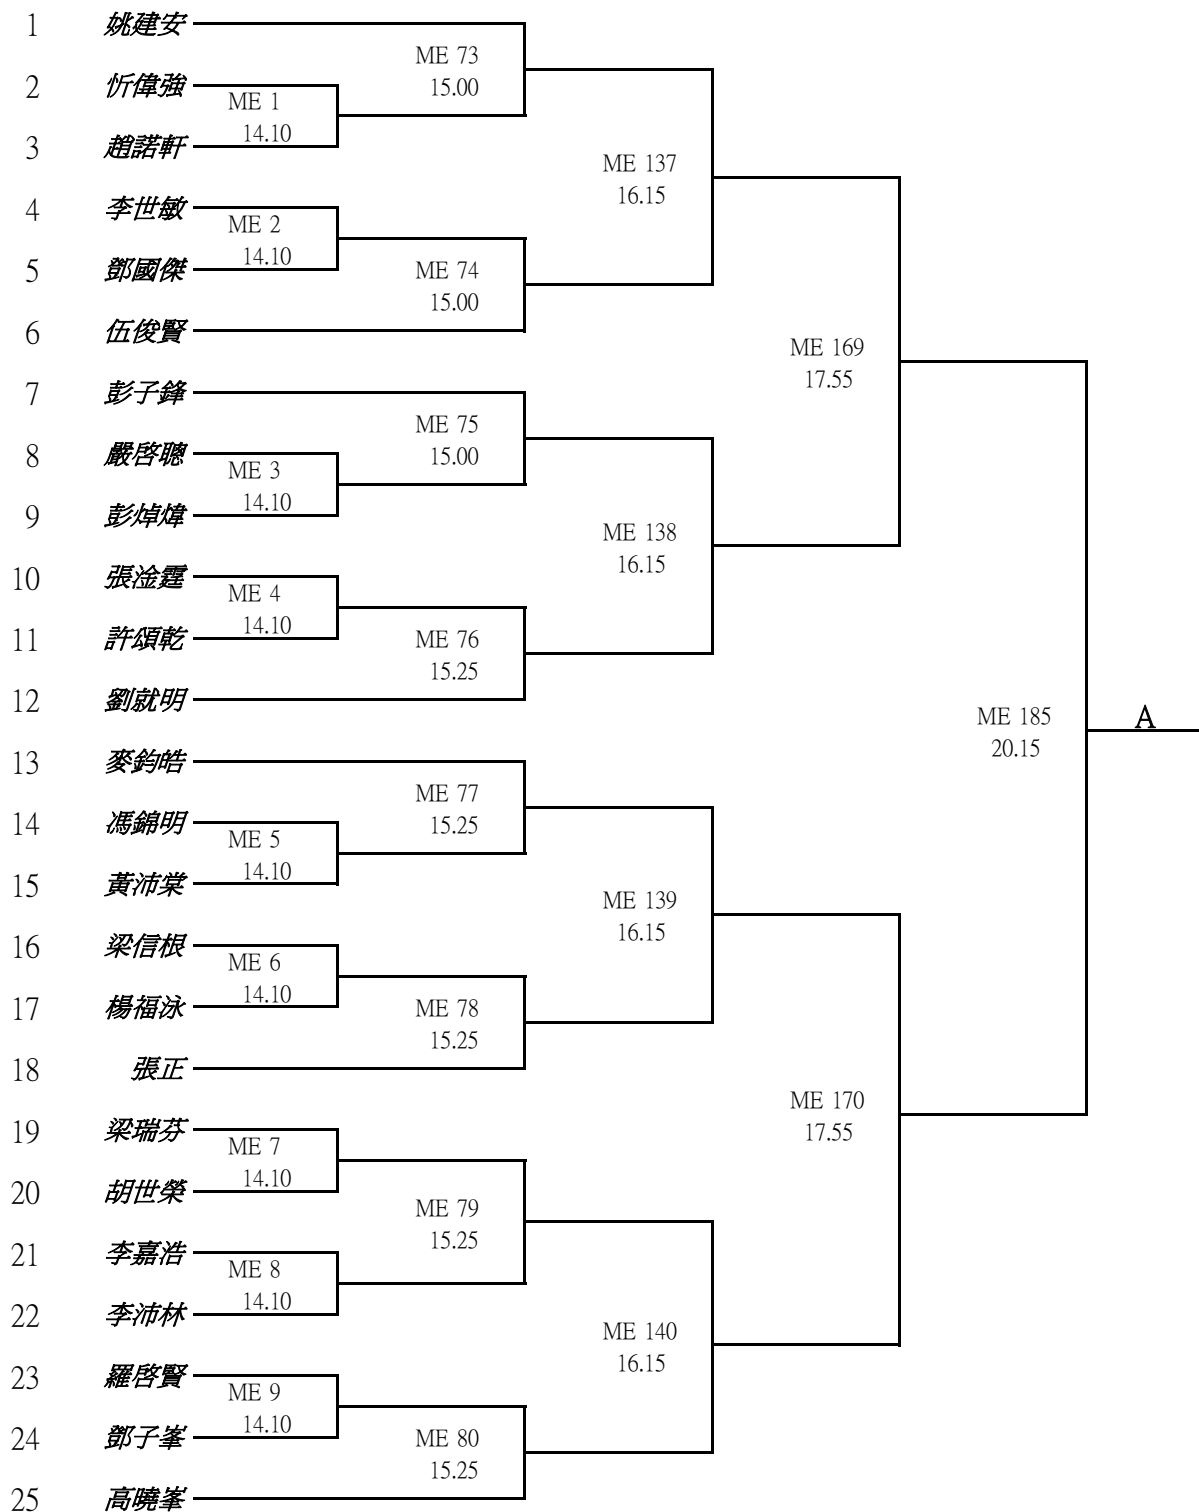 1 姚建安
ME 73
2 忻偉強
15.00
ME 1
14.10
3 趙諾軒
ME 137
16.15
4 李世敏
ME 2
14.10
5 鄧國傑
ME 74
15.00
6 伍俊賢
ME 169
17.55
7 彭子鋒
ME 75
15.00
8 嚴啓聰
ME 3
14.10
9 彭焯煒
ME 138
16.15
10 張淦霆
ME 4
14.10
11 許頌乾
ME 76
15.25
12 劉就明
ME 185
A
20.15
13 麥鈞皓
ME 77
15.25
14 馮錦明
ME 5
14.10
15 黃沛棠
ME 139
16.15
16 梁信根
ME 6
14.10
17 楊福泳
ME 78
15.25
18 張正
ME 170
17.55
19 梁瑞芬
ME 7
14.10
20 胡世榮
ME 79
15.25
21 李嘉浩
ME 8
14.10
22 李沛林
ME 140
16.15
23 羅啓賢
ME 9
14.10
24 鄧子峯
ME 80
15.25
25 高曉峯